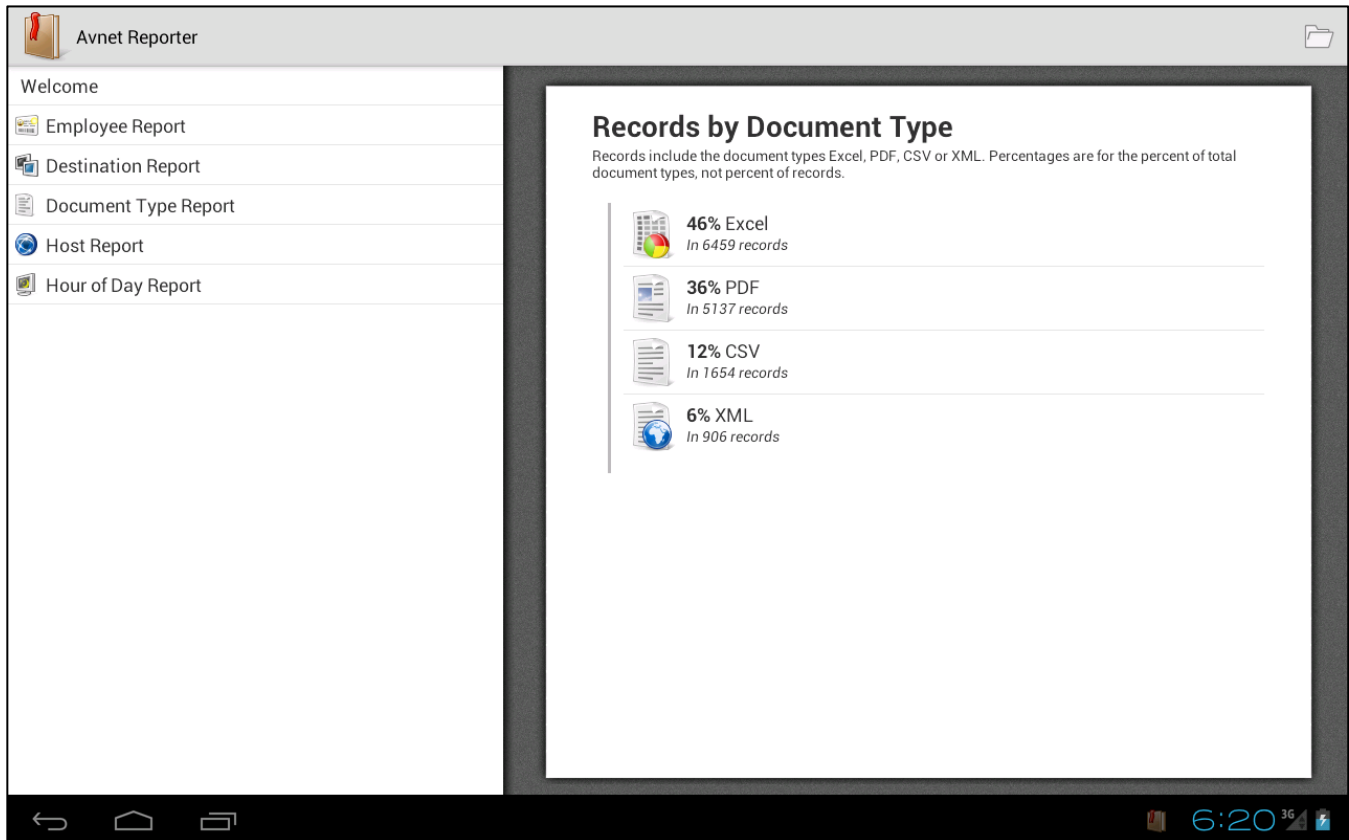 Avnet Reporter
Welcome
Employee Report
Destination Report
Document Type Report
Host Report
Hour of Day Report
Records by Document Type
Records include the document types Excel, PDF, CSV or XML. Percentages are for the percent of total
document types, not percent of records.
46% Excel
In 6459 records
36% PDF
In 5137 records
12% CSV
In 1654 records
6% XML
In 906 records
6:20 3G